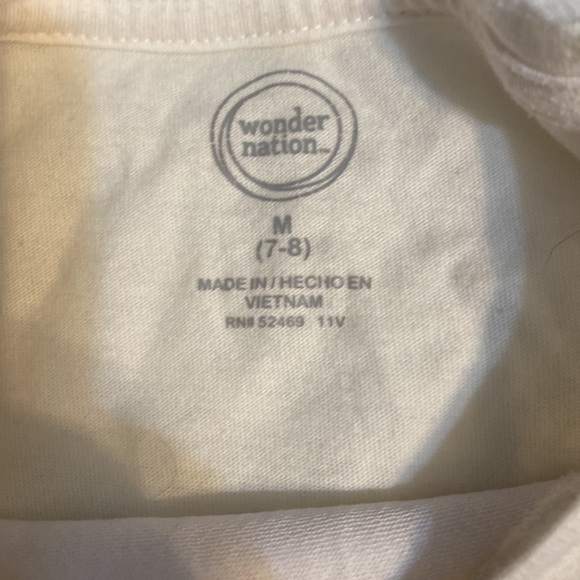 wonder
nation
M
(7-8)
MADE IN / HECHO EN
VIETNAM
RN# 52469 11V